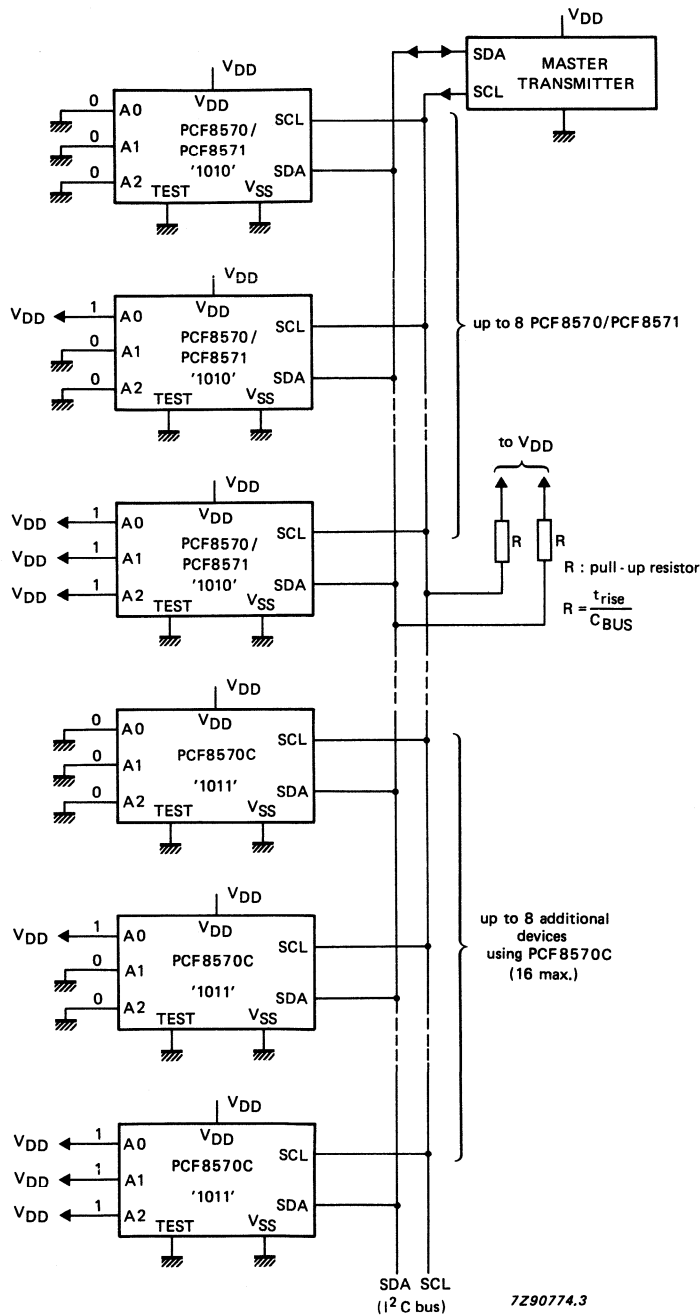 VDD
SDA
MASTER
TRANSMITTER
SCL
VDD
0 A0
VDD
SCL
PCF8570/
PCF8571
0 A1
'1010'
SDA
0 A2
TEST
VSS
VDD
VDD 1 A0
VDD
SCL
PCF8570/
PCF8571
0 A1
'1010'
SDA
0 A2
TEST
VSS
up to 8 PCF8570/PCF8571
to VDD
R
R
R : pull-up resistor
R = trise
CBUS
VDD
VDD 1 A0
VDD
SCL
PCF8570/
PCF8571
VDD 1 A1
'1010'
SDA
VDD 1 A2
TEST
VSS
VDD
0 A0
VDD
SCL
PCF8570C
0 A1
'1011'
SDA
0 A2
TEST
VSS
up to 8 additional
devices
using PCF8570C
(16 max.)
VDD
VDD 1 A0
VDD
SCL
PCF8570C
0 A1
'1011'
SDA
0 A2
TEST
VSS
VDD
VDD 1 A0
VDD
SCL
PCF8570C
VDD 1 A1
'1011'
SDA
VDD 1 A2
TEST
VSS
SDA SCL
(I²C bus)
7Z90774.3